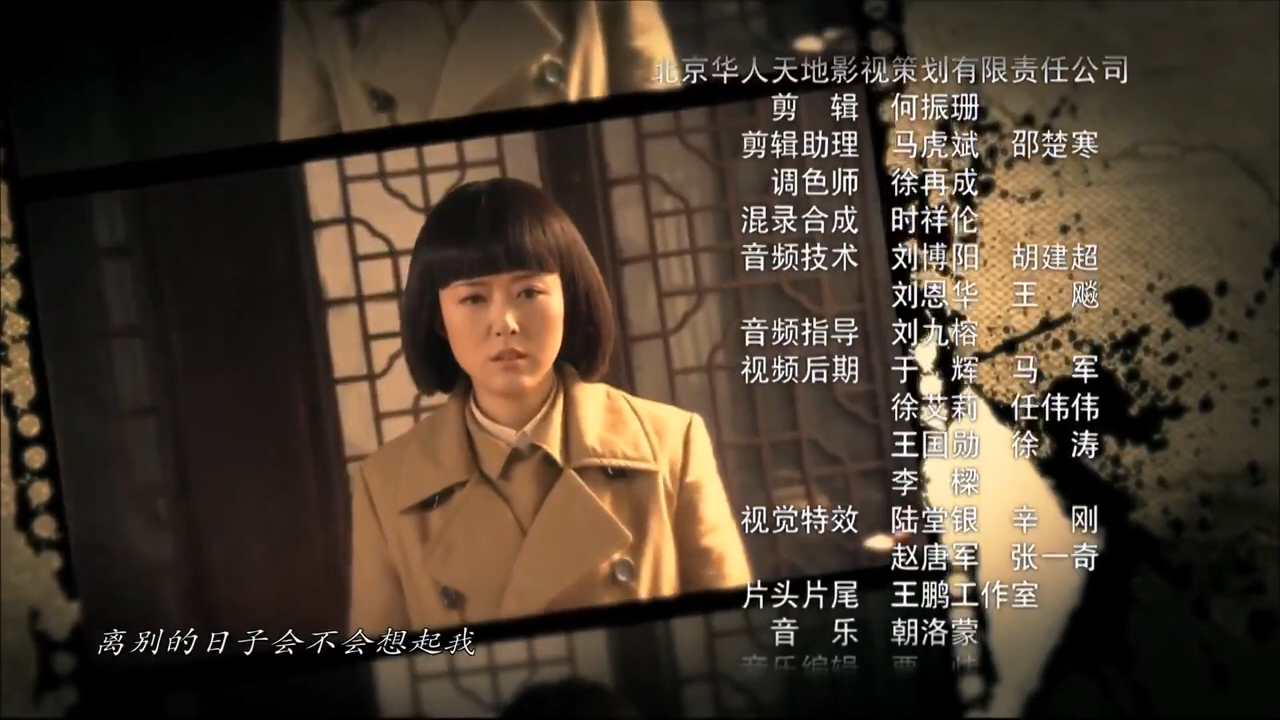 北京华人天地影视策划有限责任公司
剪 辑 何振珊
剪辑助理 马虎斌 邵楚寒
调色师 徐再成
混录合成 时祥伦
音频技术 刘博阳 胡建超
刘恩华 王 飚
音频指导 刘九榕
视频后期 于 辉 马 军
徐艾莉 任伟伟
王国勋 徐 涛
李 樑
视觉特效 陆堂银 辛 刚
赵唐军 张一奇
片头片尾 王鹏工作室
音 乐 朝洛蒙
音乐编辑
离别的日子会不会想起我